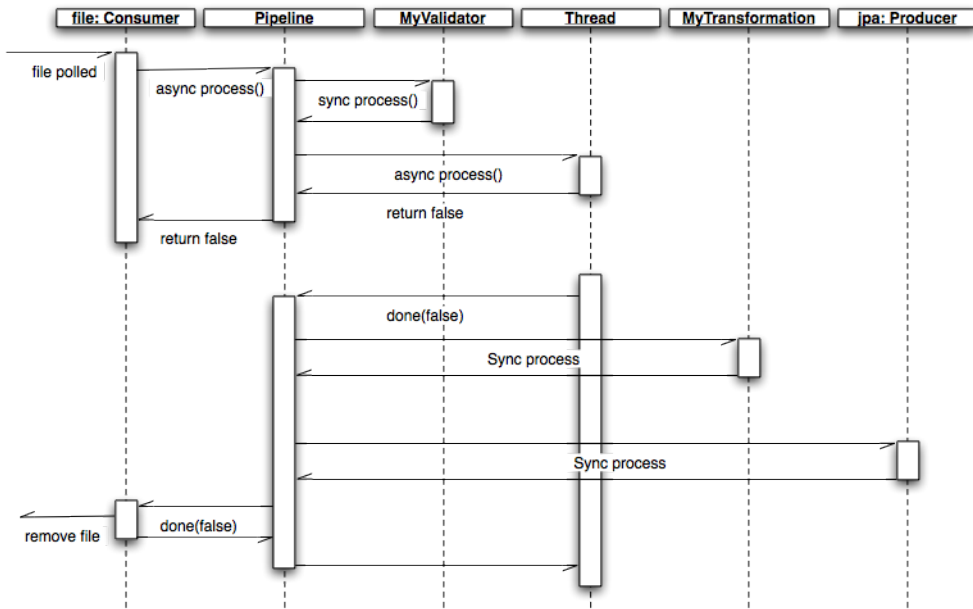 file: Consumer
Pipeline
MyValidator
Thread
MyTransformation
jpa: Producer
file polled
async process()
sync process()
async process()
return false
return false
done(false)
Sync process
Sync process
done(false)
remove file